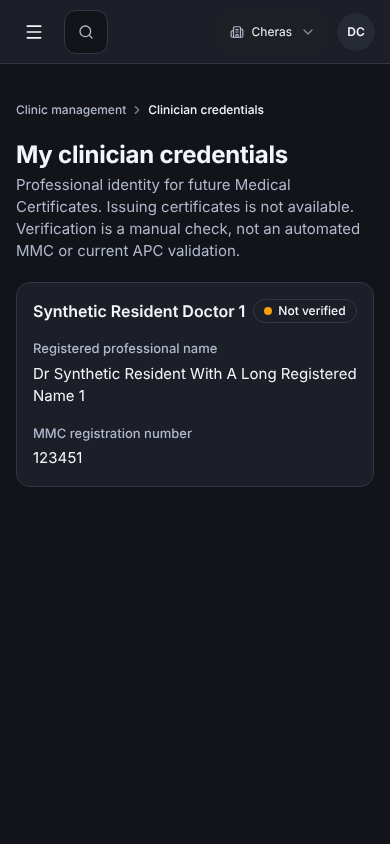 Cheras
DC
Clinic management
Clinician credentials
My clinician credentials
Professional identity for future Medical
Certificates. Issuing certificates is not available.
Verification is a manual check, not an automated
MMC or current APC validation.
Synthetic Resident Doctor 1
Not verified
Registered professional name
Dr Synthetic Resident With A Long Registered
Name 1
MMC registration number
123451